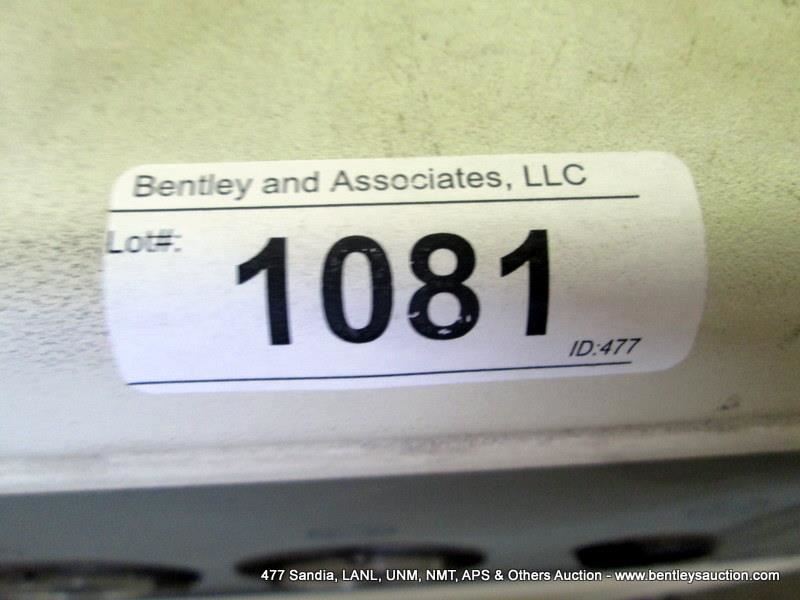 Bentley and Associates, LLC
Lot#:
1081
ID:477
477 Sandia, LANL, UNM, NMT, APS & Others Auction - www.bentleysauction.com